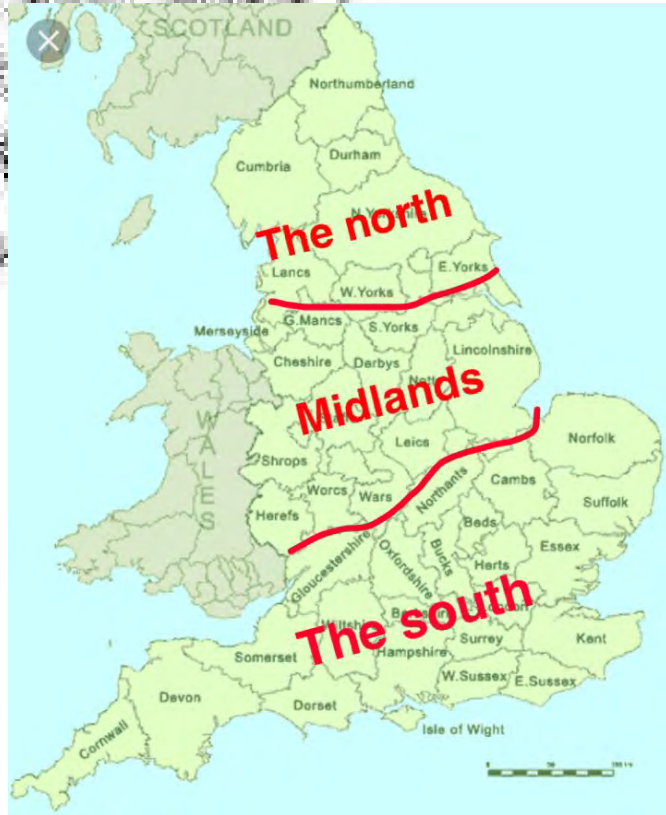 SCOTLAND
Northumberland
Durham
Cumbria
The north
Lancs
W.Yorks
E.Yorks
Merseyside
G.Mancs
S.Yorks
Cheshire
Derbys
Lincolnshire
Midlands
WALES
Shrops
Leics
Herefs
Worcs
Wars
Northants
Cambs
Norfolk
Suffolk
Beds
Bucks
Herts
Essex
Gloucestershire
Oxfordshire
The south
Somerset
Hampshire
Surrey
Kent
W.Sussex
E.Sussex
Devon
Dorset
Cornwall
Isle of Wight